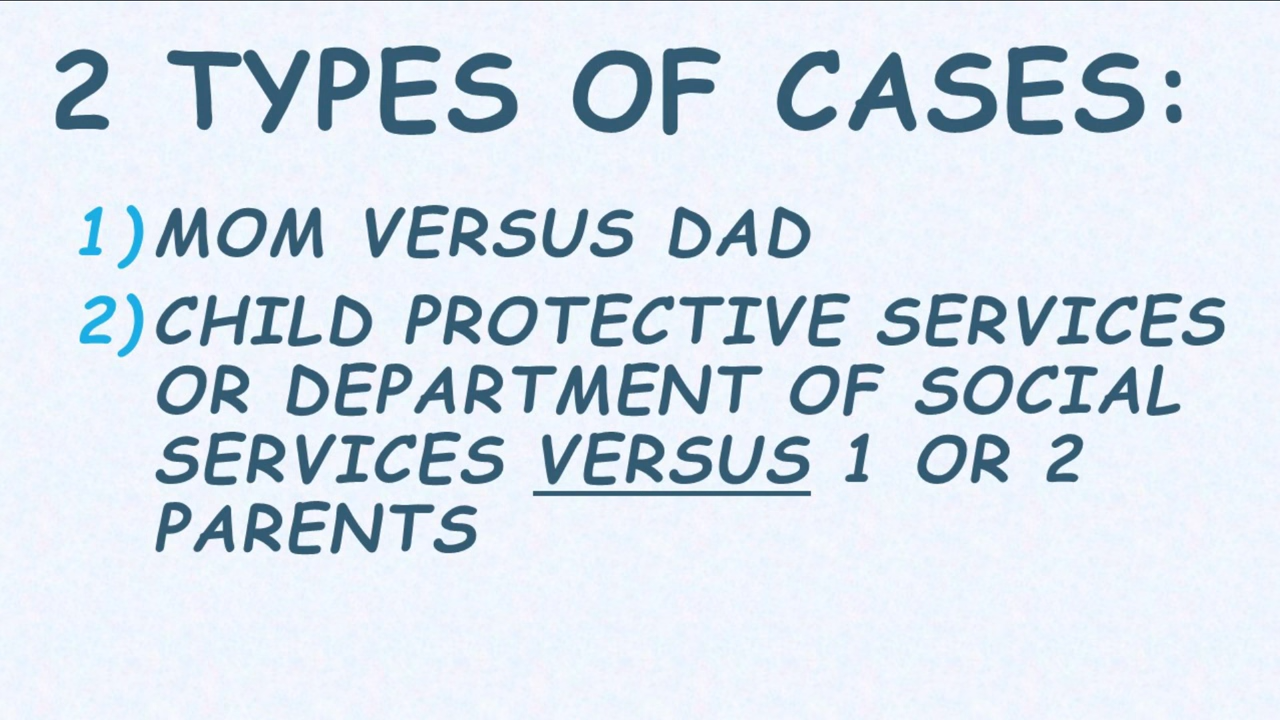 2 TYPES OF CASES:
1) MOM VERSUS DAD
2) CHILD PROTECTIVE SERVICES
OR DEPARTMENT OF SOCIAL
SERVICES VERSUS 1 OR 2
PARENTS